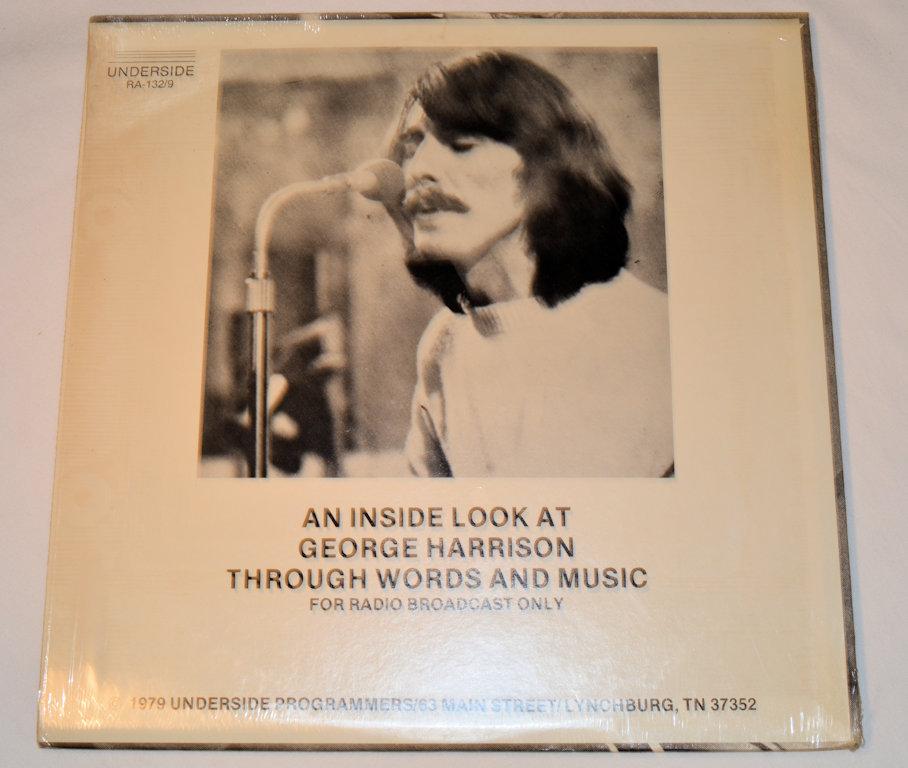 UNDERSIDE
RA-132/9
AN INSIDE LOOK AT
GEORGE HARRISON
THROUGH WORDS AND MUSIC
FOR RADIO BROADCAST ONLY
© 1979 UNDERSIDE PROGRAMMERS/63 MAIN STREET/LYNCHBURG, TN 37352